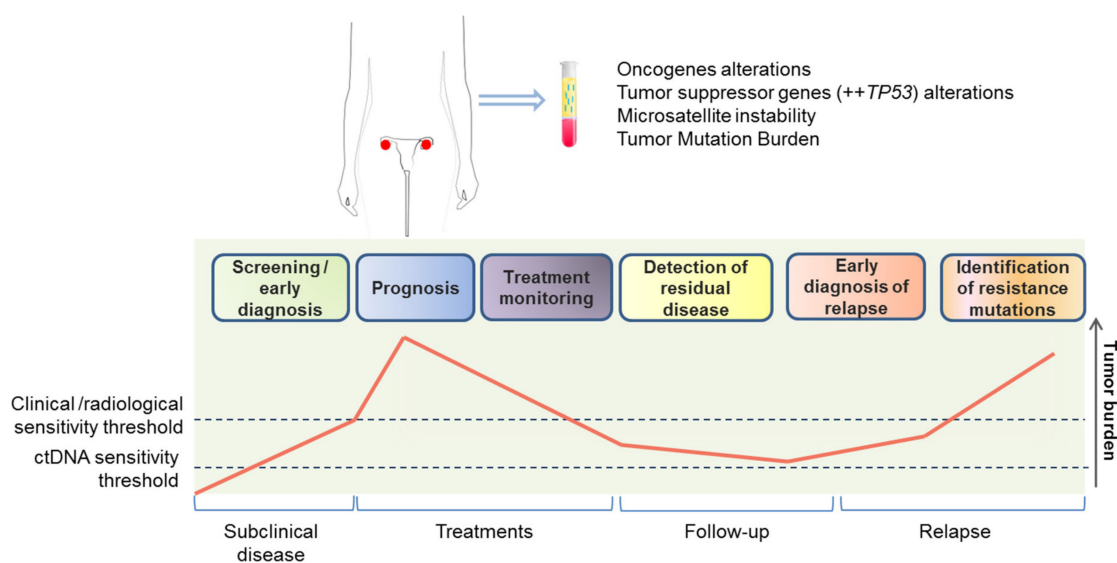 Oncogenes alterations
Tumor suppressor genes (++TP53) alterations
Microsatellite instability
Tumor Mutation Burden
Screening /
early
diagnosis
Prognosis
Treatment
monitoring
Detection of
residual
disease
Early
diagnosis of
relapse
Identification
of resistance
mutations
Tumor burden
Clinical /radiological
sensitivity threshold
ctDNA sensitivity
threshold
Subclinical
disease
Treatments
Follow-up
Relapse